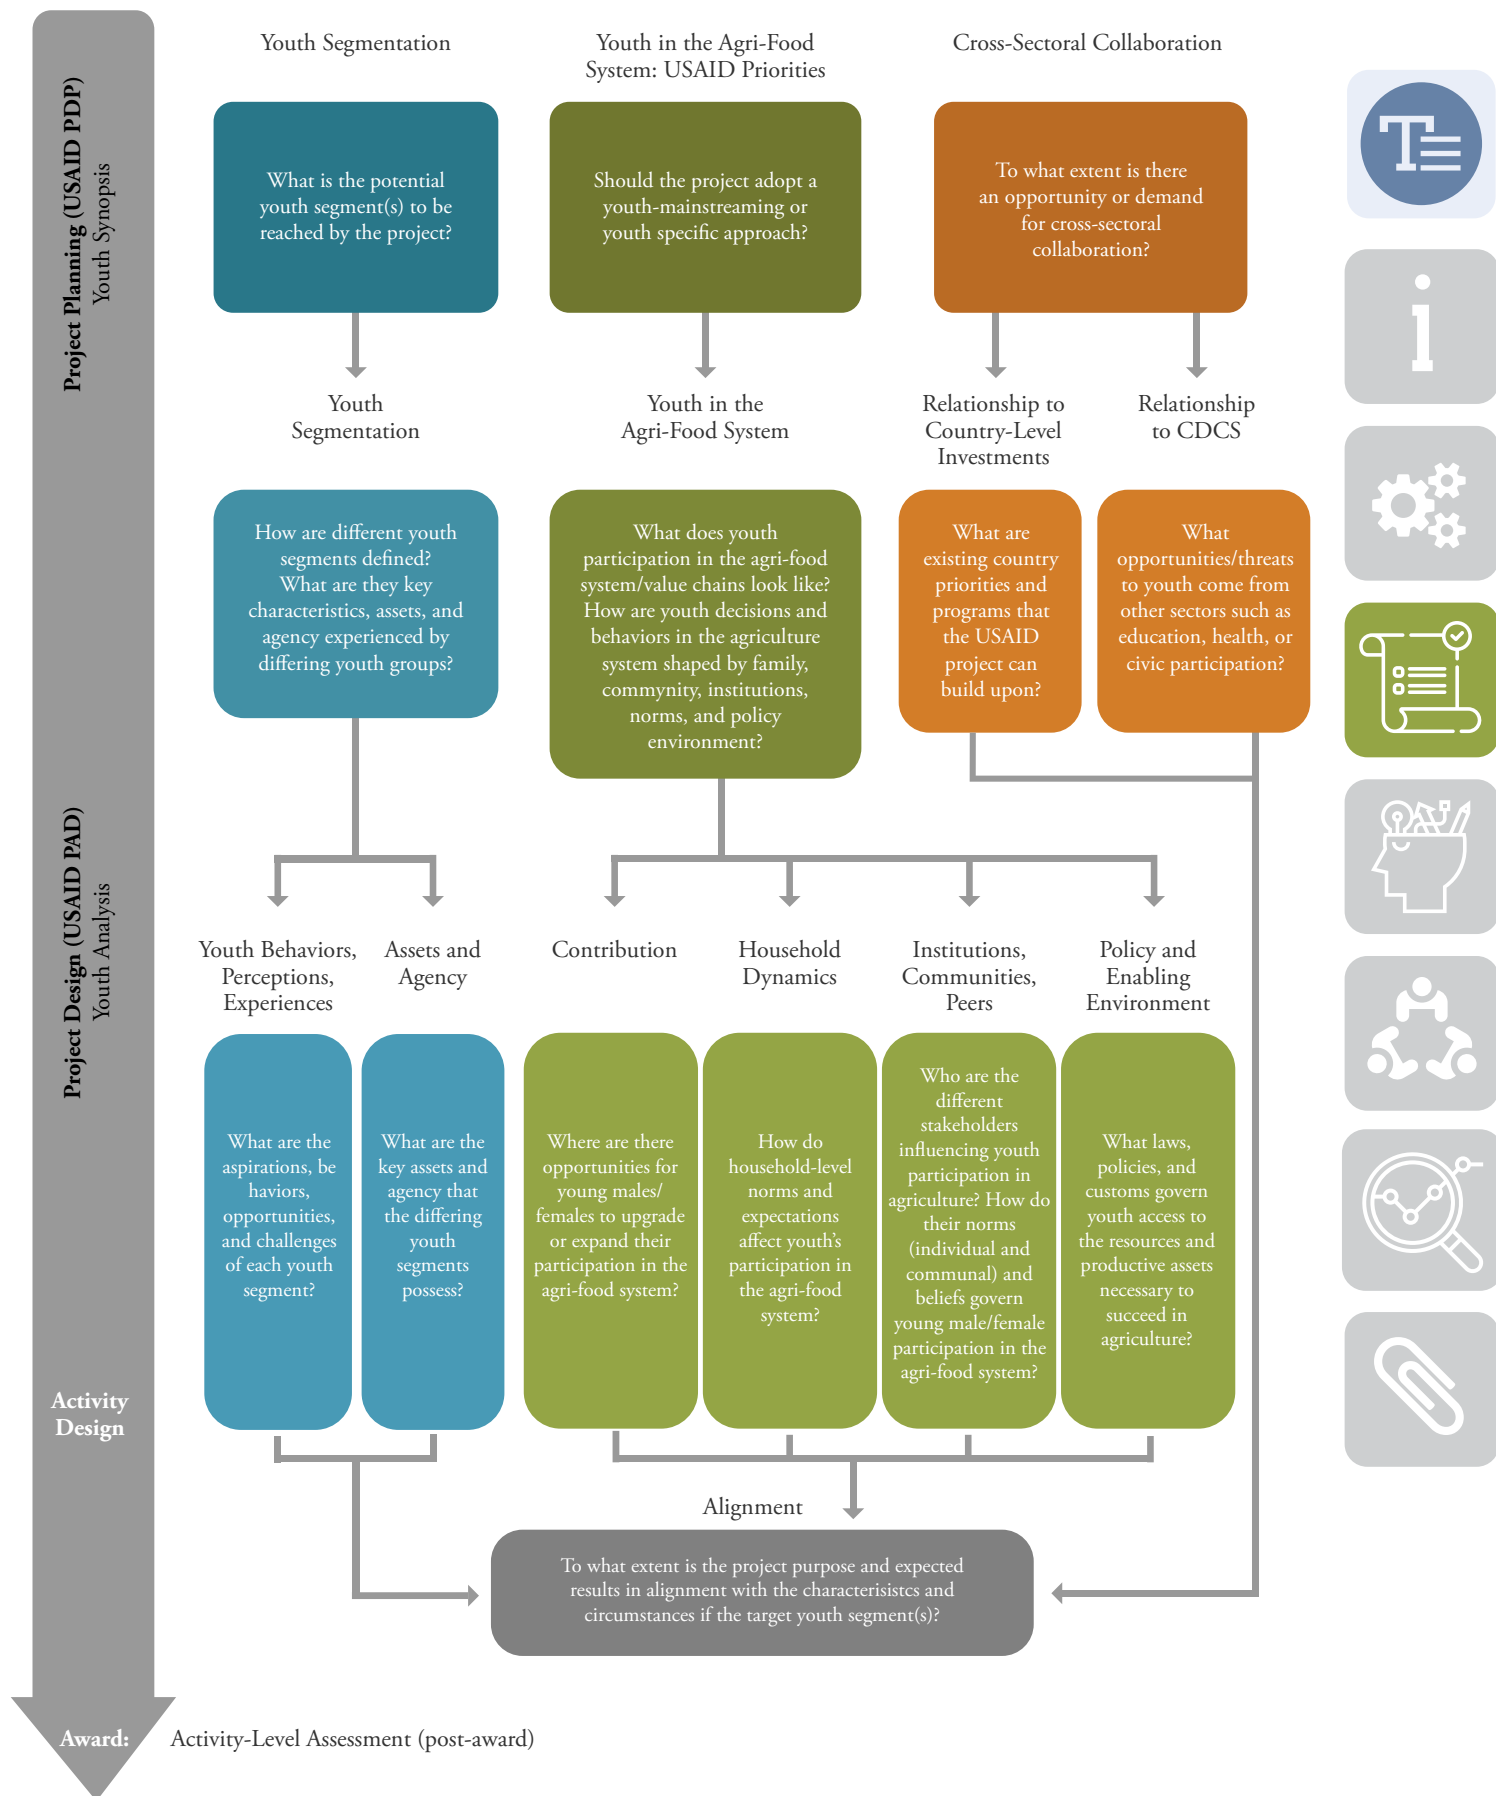 Project Planning (USAID PDP)
Youth Synopsis
Youth Segmentation
Youth in the Agri-Food
System: USAID Priorities
Cross-Sectoral Collaboration
What is the potential
youth segment(s) to be
reached by the project?
Should the project adopt a
youth-mainstreaming or
youth specific approach?
To what extent is there
an opportunity or demand
for cross-sectoral
collaboration?
Youth
Segmentation
Youth in the
Agri-Food System
Relationship to
Country-Level
Investments
Relationship
to CDCS
How are different youth
segments defined?
What are they key
characteristics, assets, and
agency experienced by
differing youth groups?
What does youth
participation in the agri-food
system/value chains look like?
How are youth decisions and
behaviors in the agriculture
system shaped by family,
commynity, institutions,
norms, and policy
environment?
What are
existing country
priorities and
programs that
the USAID
project can
build upon?
What
opportunities/threats
to youth come from
other sectors such as
education, health, or
civic participation?
Project Design (USAID PAD)
Youth Analysis
Youth Behaviors,
Perceptions,
Experiences
Assets and
Agency
Contribution
Household
Dynamics
Institutions,
Communities,
Peers
Policy and
Enabling
Environment
What are the
aspirations, be
haviors,
opportunities,
and challenges
of each youth
segment?
What are the
key assets and
agency that
the differing
youth
segments
possess?
Where are there
opportunities for
young males/
females to upgrade
or expand their
participation in the
agri-food system?
How do
household-level
norms and
expectations
affect youth's
participation in
the agri-food
system?
Who are the
different
stakeholders
influencing youth
participation in
agriculture? How do
their norms
(individual and
communal) and
beliefs govern
young male/female
participation in the
agri-food system?
What laws,
policies, and
customs govern
youth access to
the resources and
productive assets
necessary to
succeed in
agriculture?
Activity
Design
Alignment
To what extent is the project purpose and expected
results in alignment with the characterisistcs and
circumstances if the target youth segment(s)?
Award:
Activity-Level Assessment (post-award)
T
i